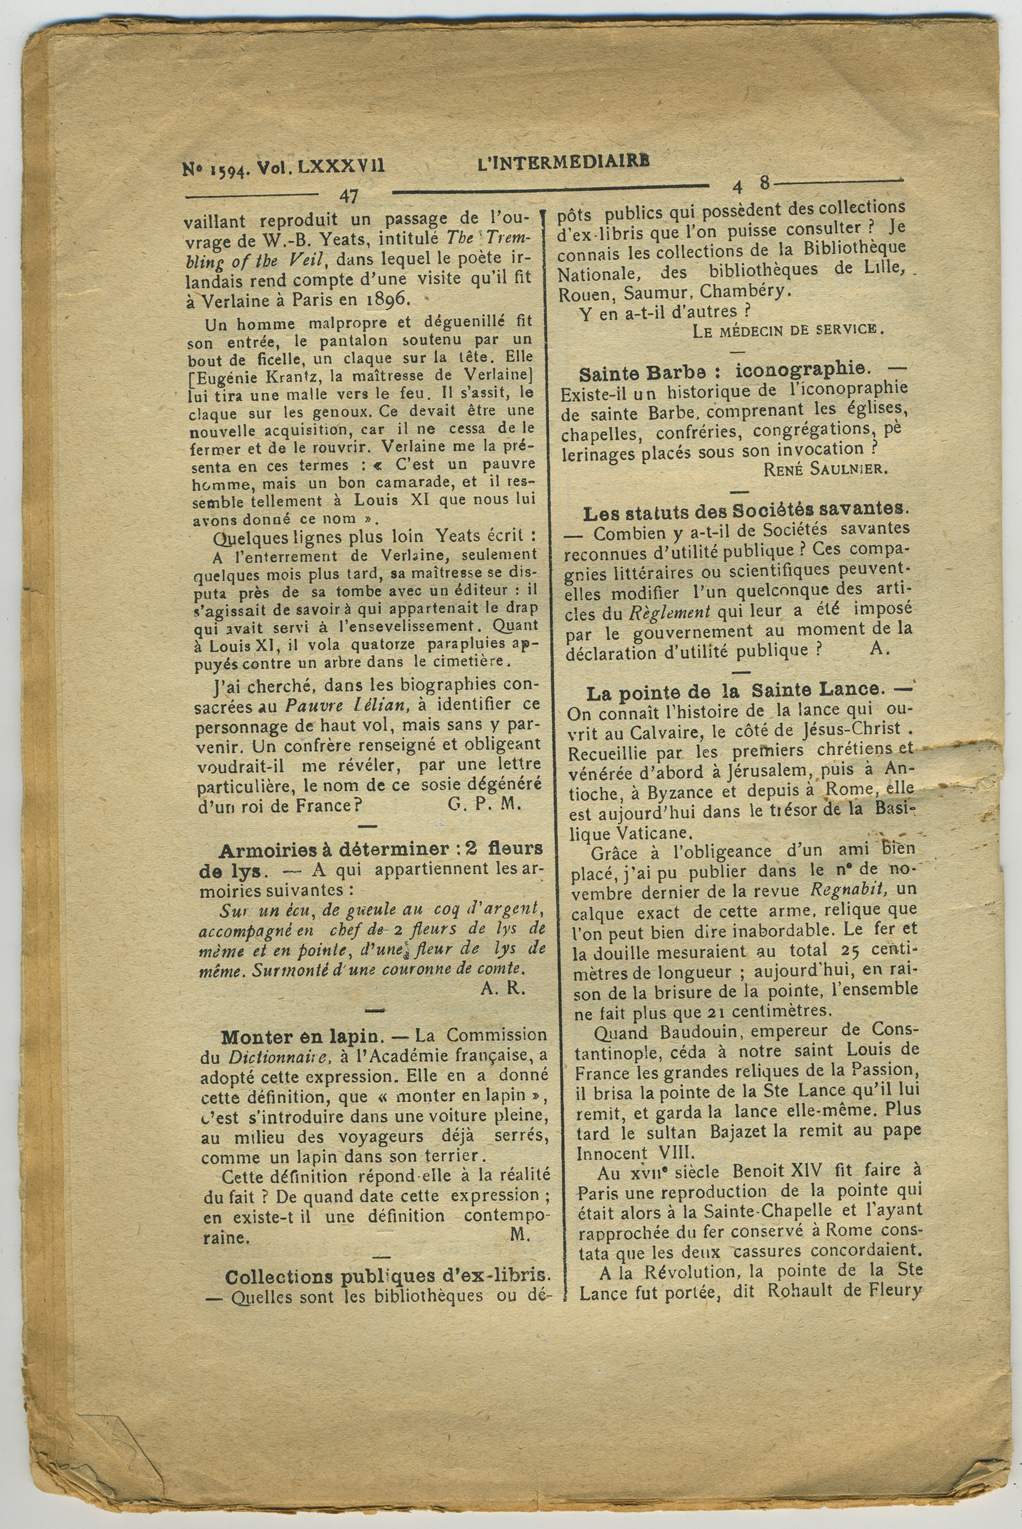 N° 1594. Vol. LXXXVII
L'INTERMEDIAIRE
47
vaillant reproduit un passage de l'ou-
vrage de W.-B. Yeats, intitulé The Trem-
bling of the Veil, dans lequel le poète ir-
landais rend compte d'une visite qu'il fit
à Verlaine à Paris en 1896.
Un homme malpropre et déguenillé fit
son entrée, le pantalon soutenu par un
bout de ficelle, un claque sur la tête. Elle
[Eugénie Krantz, la maîtresse de Verlaine]
lui tira une malle vers le feu. Il s'assit, le
claque sur les genoux. Ce devait être une
nouvelle acquisition, car il ne cessa de le
fermer et de le rouvrir. Verlaine me la pré-
senta en ces termes : « C'est un pauvre
homme, mais un bon camarade, et il res-
semble tellement à Louis XI que nous lui
avons donné ce nom ».
Quelques lignes plus loin Yeats écrit :
A l'enterrement de Verlaine, seulement
quelques mois plus tard, sa maîtresse se dis-
puta près de sa tombe avec un éditeur : il
s'agissait de savoir à qui appartenait le drap
qui avait servi à l'ensevelissement. Quant
à Louis XI, il vola quatorze parapluies ap-
puyés contre un arbre dans le cimetière.
J'ai cherché, dans les biographies con-
sacrées au Pauvre Lélian, à identifier ce
personnage de haut vol, mais sans y par-
venir. Un confrère renseigné et obligeant
voudrait-il me révéler, par une lettre
particulière, le nom de ce sosie dégénéré
d'un roi de France ? G. P. M.
Armoiries à déterminer : 2 fleurs
de lys. — A qui appartiennent les ar-
moiries suivantes :
Sur un écu, de gueule au coq d'argent,
accompagné en chef de 2 fleurs de lys de
même et en pointe, d'une fleur de lys de
même. Surmonté d'une couronne de comte.
A. R.
Monter en lapin. — La Commission
du Dictionnaire, à l'Académie française, a
adopté cette expression. Elle en a donné
cette définition, que « monter en lapin »,
c'est s'introduire dans une voiture pleine,
au milieu des voyageurs déjà serrés,
comme un lapin dans son terrier.
Cette définition répond-elle à la réalité
du fait ? De quand date cette expression ;
en existe-t il une définition contempo-
raine. M.
Collections publiques d'ex-libris.
— Quelles sont les bibliothèques ou dé-
4 8
pôts publics qui possèdent des collections
d'ex-libris que l'on puisse consulter ? Je
connais les collections de la Bibliothèque
Nationale, des bibliothèques de Lille,
Rouen, Saumur, Chambéry.
Y en a-t-il d'autres ?
LE MÉDECIN DE SERVICE.
Sainte Barbe : iconographie. —
Existe-il un historique de l'iconopraphie
de sainte Barbe, comprenant les églises,
chapelles, confréries, congrégations, pè
lerinages placés sous son invocation ?
RENÉ SAULNIER.
Les statuts des Sociétés savantes.
— Combien y a-t-il de Sociétés savantes
reconnues d'utilité publique ? Ces compa-
gnies littéraires ou scientifiques peuvent-
elles modifier l'un quelconque des arti-
cles du Règlement qui leur a été imposé
par le gouvernement au moment de la
déclaration d'utilité publique ? A.
La pointe de la Sainte Lance. —
On connaît l'histoire de la lance qui ou-
vrit au Calvaire, le côté de Jésus-Christ .
Recueillie par les premiers chrétiens et
vénérée d'abord à Jérusalem, puis à An-
tioche, à Byzance et depuis à Rome, elle
est aujourd'hui dans le trésor de la Basi-
lique Vaticane.
Grâce à l'obligeance d'un ami bien
placé, j'ai pu publier dans le n° de no-
vembre dernier de la revue Regnabit, un
calque exact de cette arme, relique que
l'on peut bien dire inabordable. Le fer et
la douille mesuraient au total 25 centi-
mètres de longueur ; aujourd'hui, en rai-
son de la brisure de la pointe, l'ensemble
ne fait plus que 21 centimètres.
Quand Baudouin, empereur de Cons-
tantinople, céda à notre saint Louis de
France les grandes reliques de la Passion,
il brisa la pointe de la Ste Lance qu'il lui
remit, et garda la lance elle-même. Plus
tard le sultan Bajazet la remit au pape
Innocent VIII.
Au XVIIe siècle Benoit XIV fit faire à
Paris une reproduction de la pointe qui
était alors à la Sainte-Chapelle et l'ayant
rapprochée du fer conservé à Rome cons-
tata que les deux cassures concordaient.
A la Révolution, la pointe de la Ste
Lance fut portée, dit Rohault de Fleury